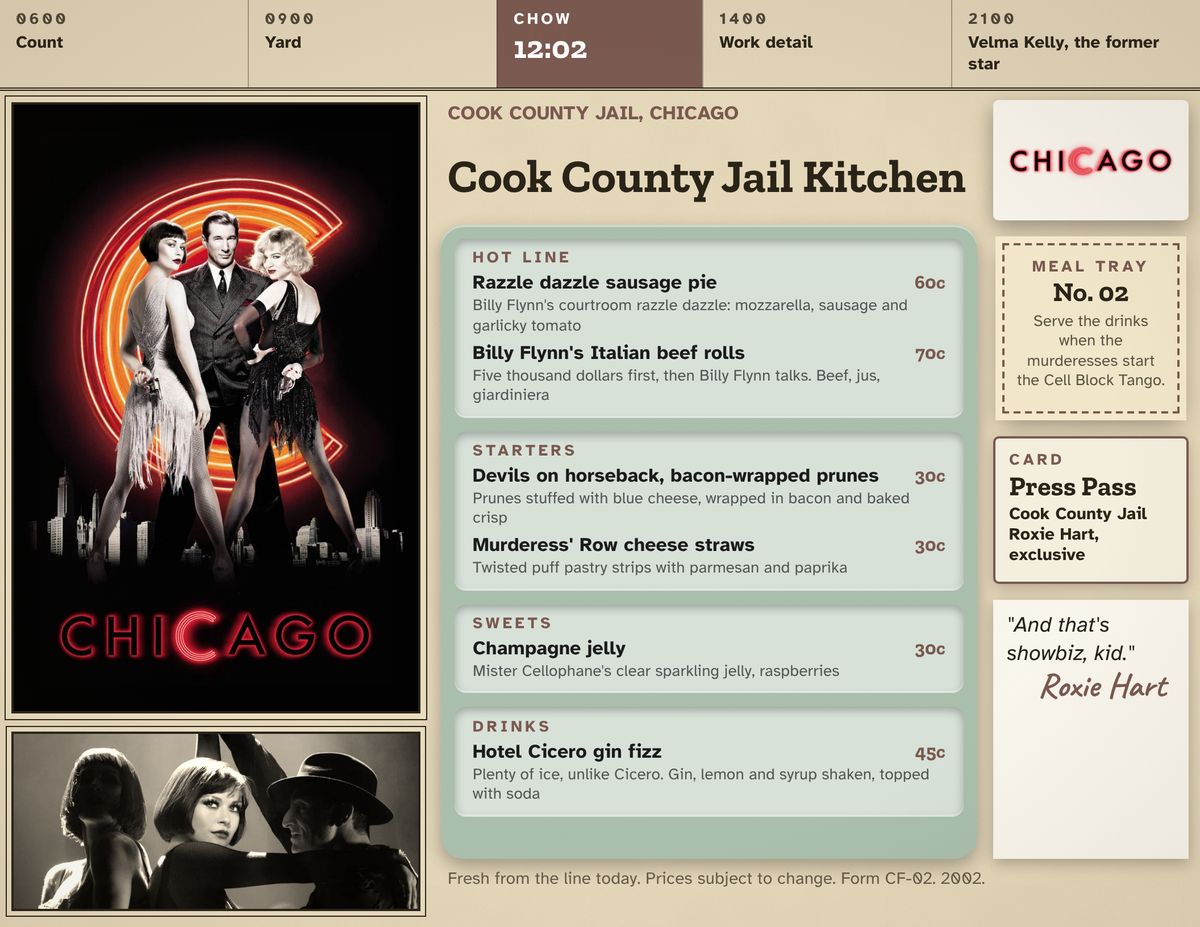 0600
Count
0900
Yard
CHOW
12:02
1400
Work detail
2100
Velma Kelly, the former
star
CHICAGO
COOK COUNTY JAIL, CHICAGO
Cook County Jail Kitchen
HOT LINE
Razzle dazzle sausage pie 60c
Billy Flynn's courtroom razzle dazzle: mozzarella, sausage and
garlicky tomato
Billy Flynn's Italian beef rolls 70c
Five thousand dollars first, then Billy Flynn talks. Beef, jus,
giardiniera
STARTERS
Devils on horseback, bacon-wrapped prunes 30c
Prunes stuffed with blue cheese, wrapped in bacon and baked
crisp
Murderess' Row cheese straws 30c
Twisted puff pastry strips with parmesan and paprika
SWEETS
Champagne jelly 30c
Mister Cellophane's clear sparkling jelly, raspberries
DRINKS
Hotel Cicero gin fizz 45c
Plenty of ice, unlike Cicero. Gin, lemon and syrup shaken, topped
with soda
Fresh from the line today. Prices subject to change. Form CF-02. 2002.
CHICAGO
MEAL TRAY
No. 02
Serve the drinks
when the
murderesses start
the Cell Block Tango.
CARD
Press Pass
Cook County Jail
Roxie Hart,
exclusive
"And that's
showbiz, kid."
Roxie Hart